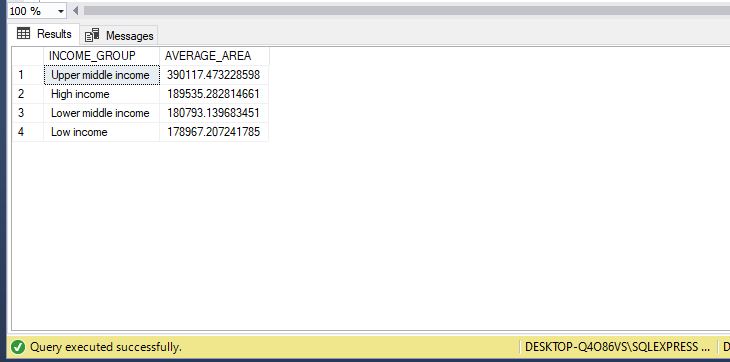 100 %
Results Messages
INCOME_GROUP AVERAGE_AREA
1 Upper middle income 390117.473228598
2 High income 189535.282814661
3 Lower middle income 180793.139683451
4 Low income 178967.207241785
Query executed successfully. DESKTOP-Q4O86VS\SQLEXPRESS ... D